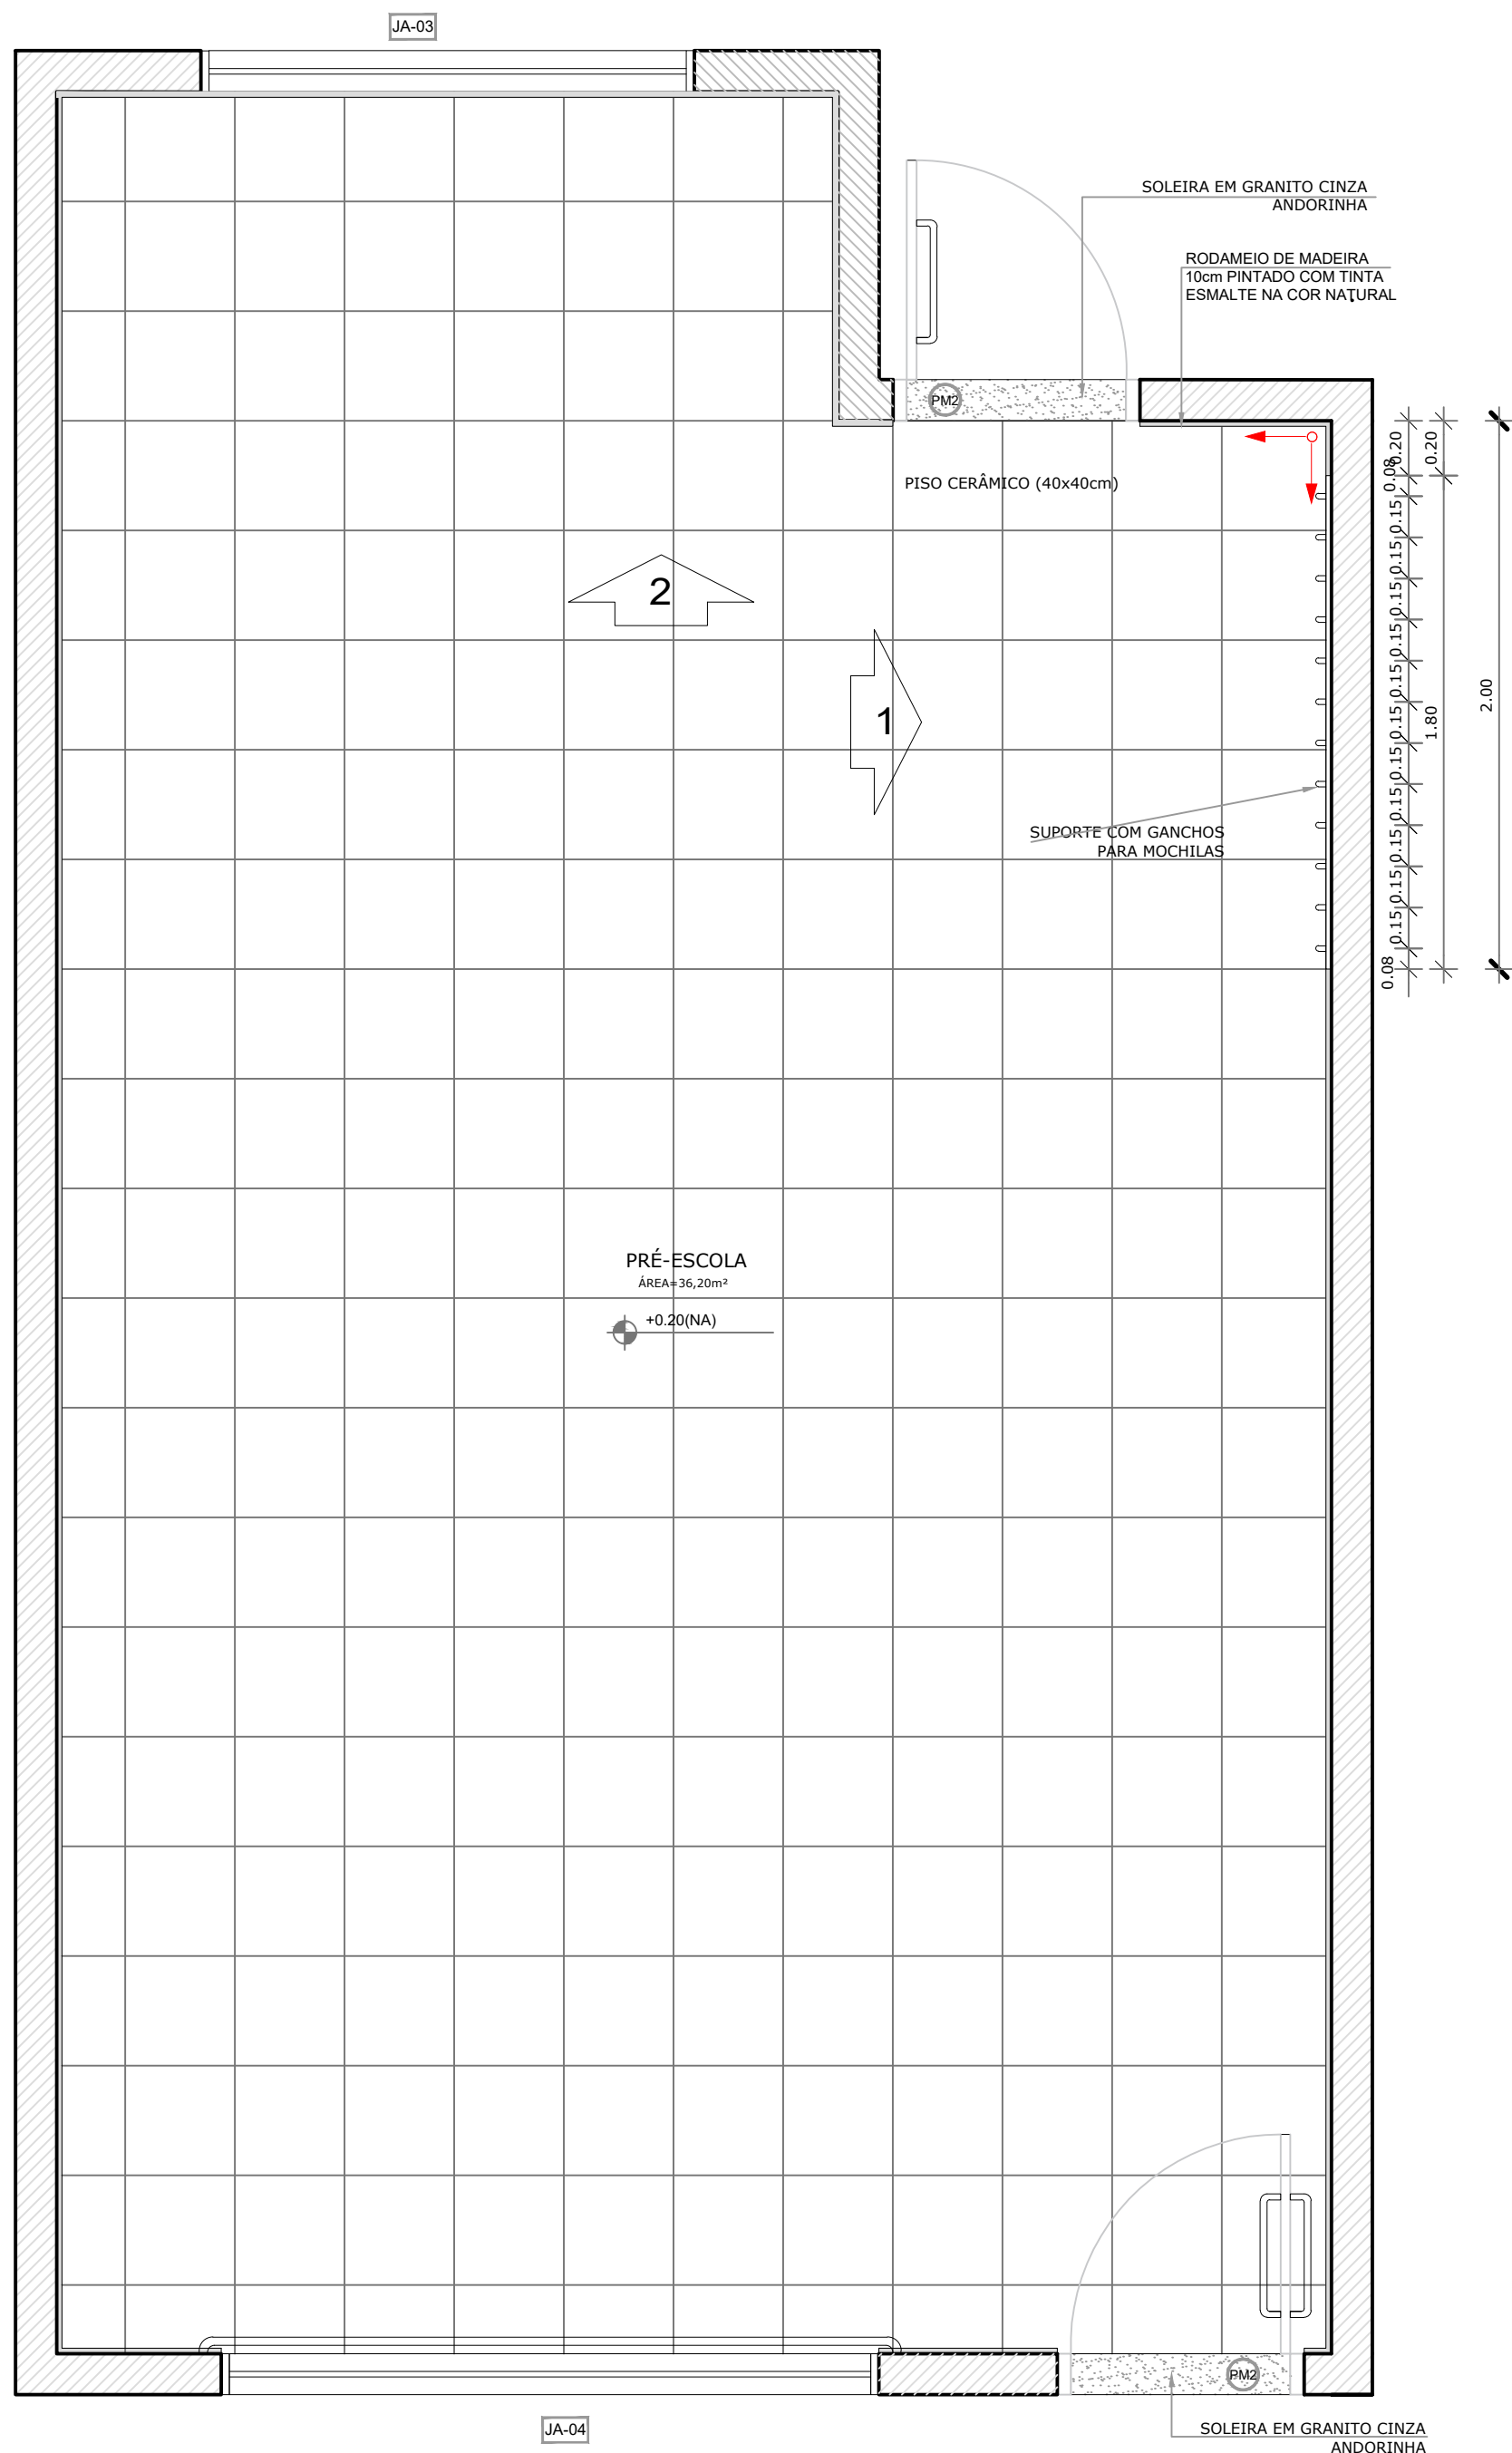 JA-03
SOLEIRA EM GRANITO CINZA
ANDORINHA
RODAMEIO DE MADEIRA
10cm PINTADO COM TINTA
ESMALTE NA COR NATURAL
PM2
PISO CERÂMICO (40x40cm)
0.20
0.20
0.08
0.15
0.15
0.15
0.15
0.15
0.15
0.15
0.15
0.15
0.15
0.15
0.08
1.80
2.00
2
1
SUPORTE COM GANCHOS
PARA MOCHILAS
PRÉ-ESCOLA
ÁREA=36,20m²
+0.20(NA)
PM2
JA-04
SOLEIRA EM GRANITO CINZA
ANDORINHA